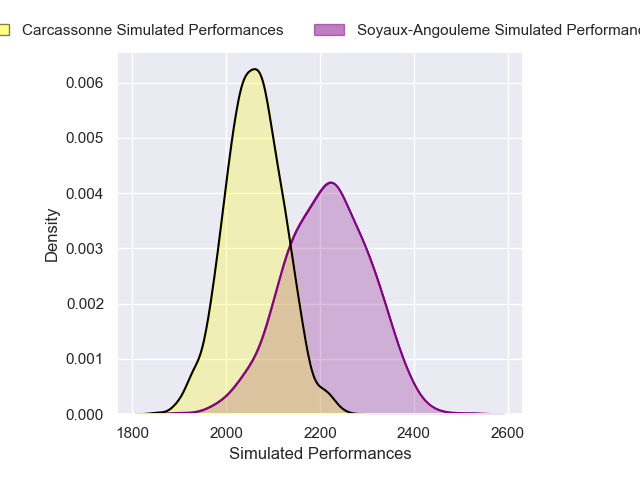 Carcassonne Simulated Performances
Soyaux-Angouleme Simulated
0.006
0.005
0.004
0.003
0.002
0.001
0.000
Density
1800 2000 2200 2400 2600
Simulated Performances